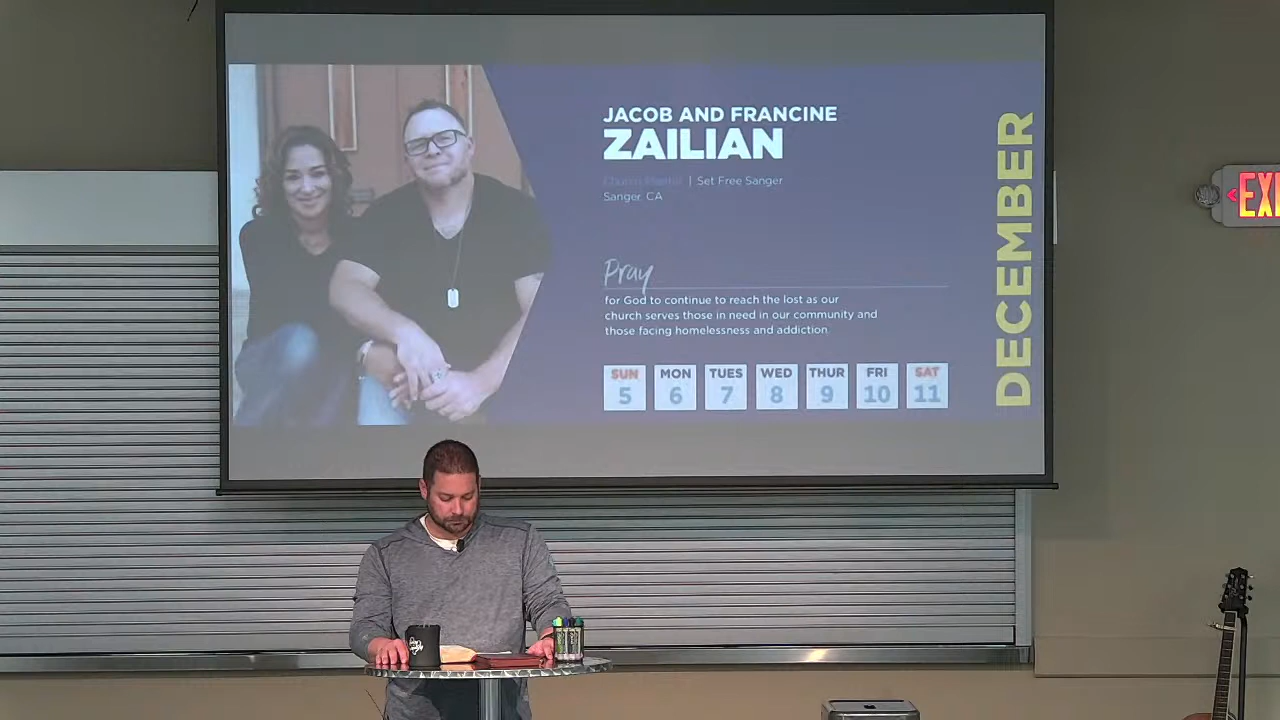 JACOB AND FRANCINE
ZAILIAN
Church Planter | Set Free Sanger
Sanger, CA
Pray
for God to continue to reach the lost as our
church serves those in need in our community and
those facing homelessness and addiction.
SUN MON TUES WED THUR FRI SAT
5 6 7 8 9 10 11
DECEMBER
EXI